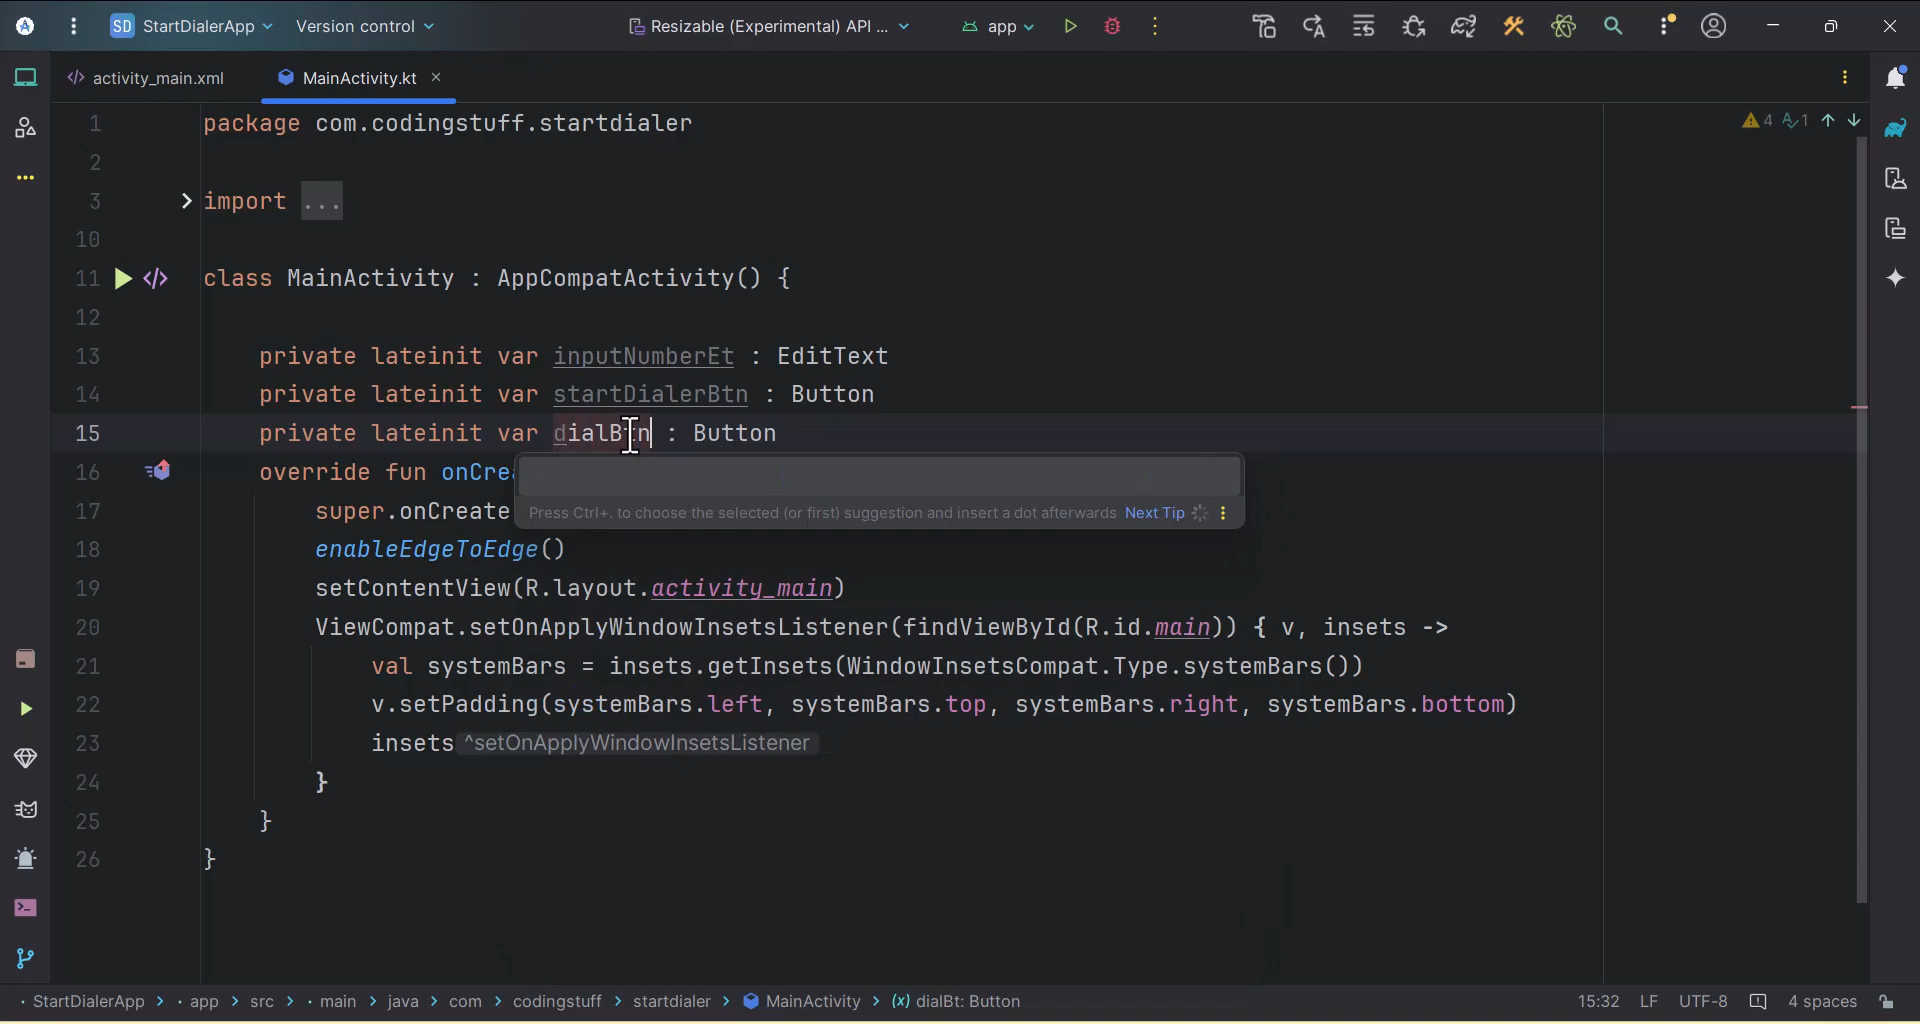 SD StartDialerApp Version control Resizable (Experimental) API ... app
activity_main.xml MainActivity.kt
4 1
1 package com.codingstuff.startdialer
2
3 import ...
10
11 class MainActivity : AppCompatActivity() {
12
13 private lateinit var inputNumberEt : EditText
14 private lateinit var startDialerBtn : Button
15 private lateinit var dialBtn : Button
16 override fun onCrea
Press Ctrl+. to choose the selected (or first) suggestion and insert a dot afterwards Next Tip
17 super.onCreate
18 enableEdgeToEdge()
19 setContentView(R.layout.activity_main)
20 ViewCompat.setOnApplyWindowInsetsListener(findViewById(R.id.main)) { v, insets ->
21 val systemBars = insets.getInsets(WindowInsetsCompat.Type.systemBars())
22 v.setPadding(systemBars.left, systemBars.top, systemBars.right, systemBars.bottom)
23 insets ^setOnApplyWindowInsetsListener
24 }
25 }
26 }
StartDialerApp > app > src > main > java > com > codingstuff > startdialer > MainActivity > (x) dialBt: Button 15:32 LF UTF-8 4 spaces